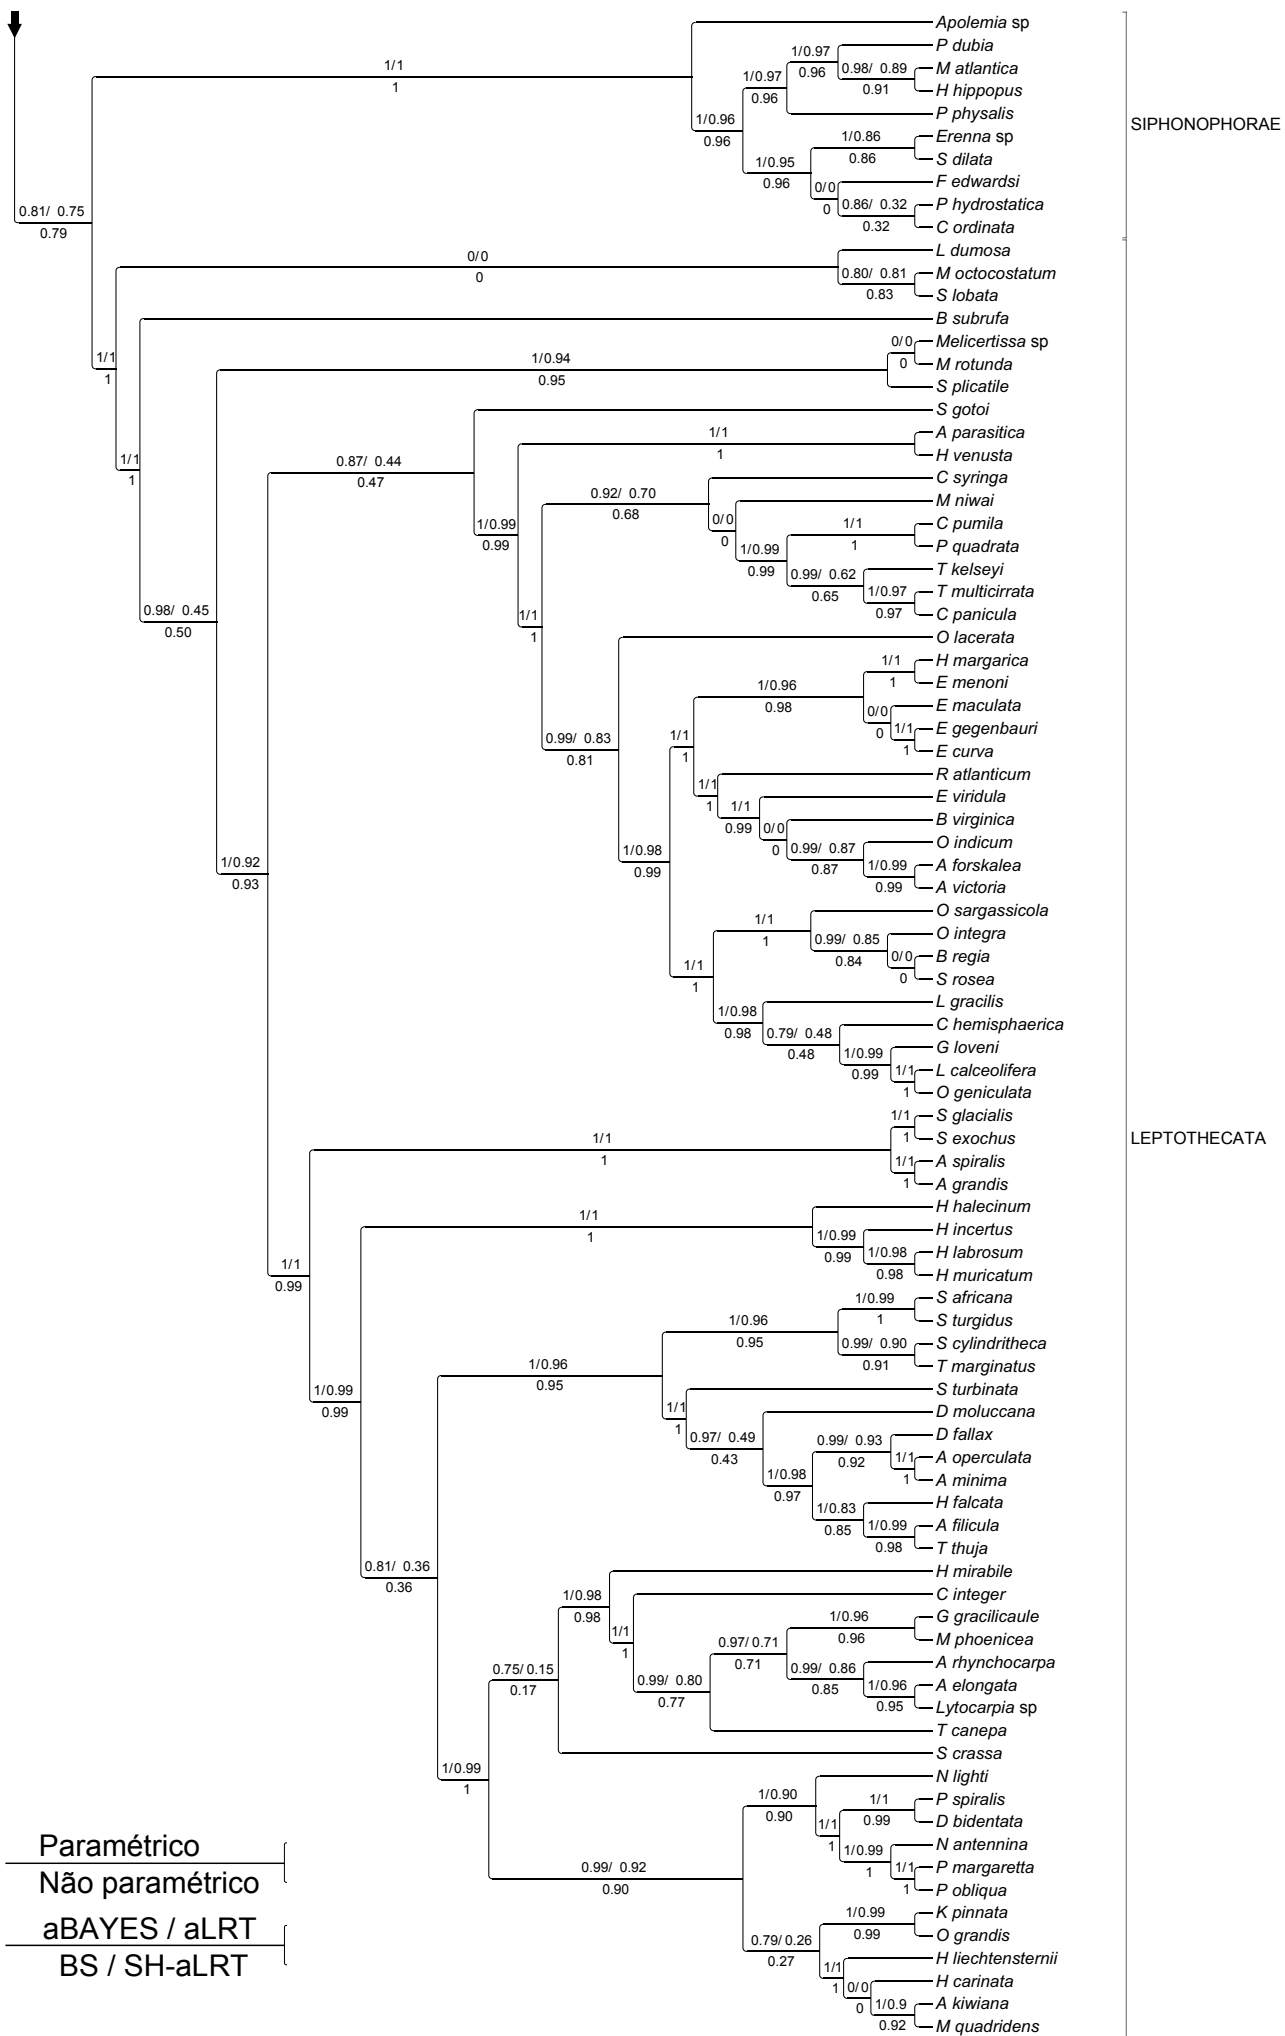 Apolemia sp
P dubia
1/0.97
0.96
M atlantica
0.98/ 0.89
0.91
H hippopus
1/1
1
1/0.97
0.96
P physalis
SIPHONOPHORAE
1/0.96
0.96
Erenna sp
1/0.86
0.86
S dilata
1/0.95
0.96
F edwardsi
0/0
0
P hydrostatica
0.86/ 0.32
0.32
C ordinata
0.81/ 0.75
0.79
L dumosa
0/0
0
M octocostatum
0.80/ 0.81
0.83
S lobata
B subrufa
Melicertissa sp
0/0
0
M rotunda
1/1
1
1/0.94
0.95
S plicatile
S gotoi
A parasitica
1/1
1
H venusta
1/1
1
0.87/ 0.44
0.47
C syringa
0.92/ 0.70
0.68
M niwai
0/0
0
C pumila
1/1
1
P quadrata
1/0.99
0.99
1/0.99
0.99
T kelseyi
0.99/ 0.62
0.65
T multicirrata
1/0.97
0.97
C panicula
0.98/ 0.45
0.50
1/1
1
O lacerata
H margarica
1/1
1
E menoni
1/0.96
0.98
E maculata
0/0
0
E gegenbauri
1/1
1
E curva
0.99/ 0.83
0.81
1/1
1
R atlanticum
1/1
1
E viridula
1/1
0.99
B virginica
0/0
0
O indicum
0.99/ 0.87
0.87
A forskalea
1/0.99
0.99
A victoria
1/0.98
0.99
1/0.92
0.93
O sargassicola
1/1
1
O integra
0.99/ 0.85
0.84
B regia
0/0
0
S rosea
1/1
1
L gracilis
1/0.98
0.98
C hemisphaerica
0.79/ 0.48
0.48
G loveni
1/0.99
0.99
L calceolifera
1/1
1
O geniculata
S glacialis
1/1
1
S exochus
LEPTOTHECATA
1/1
1
A spiralis
1/1
1
A grandis
H halecinum
1/1
1
H incertus
1/0.99
0.99
H labrosum
1/0.98
0.98
H muricatum
1/1
0.99
S africana
1/0.99
1
S turgidus
1/0.96
0.95
S cylindritheca
0.99/ 0.90
0.91
T marginatus
1/0.96
0.95
S turbinata
1/0.99
0.99
1/1
1
D moluccana
0.97/ 0.49
0.43
D fallax
0.99/ 0.93
0.92
A operculata
1/1
1
A minima
1/0.98
0.97
H falcata
1/0.83
0.85
A filicula
1/0.99
0.98
T thuja
0.81/ 0.36
0.36
H mirabile
1/0.98
0.98
C integer
1/1
1
G gracilicaule
1/0.96
0.96
M phoenicea
0.97/ 0.71
0.71
A rhynchocarpa
0.99/ 0.86
0.85
A elongata
1/0.96
0.95
Lytocarpia sp
0.75/ 0.15
0.17
0.99/ 0.80
0.77
T canepa
S crassa
1/0.99
1
N lighti
1/0.90
0.90
P spiralis
1/1
0.99
D bidentata
1/1
1
N antennina
1/0.99
1
P margaretta
1/1
1
P obliqua
0.99/ 0.92
0.90
K pinnata
1/0.99
0.99
O grandis
0.79/ 0.26
0.27
H liechtensternii
1/1
1
H carinata
0/0
0
A kiwiana
1/0.9
0.92
M quadridens
Paramétrico
Não paramétrico
aBAYES / aLRT
BS / SH-aLRT